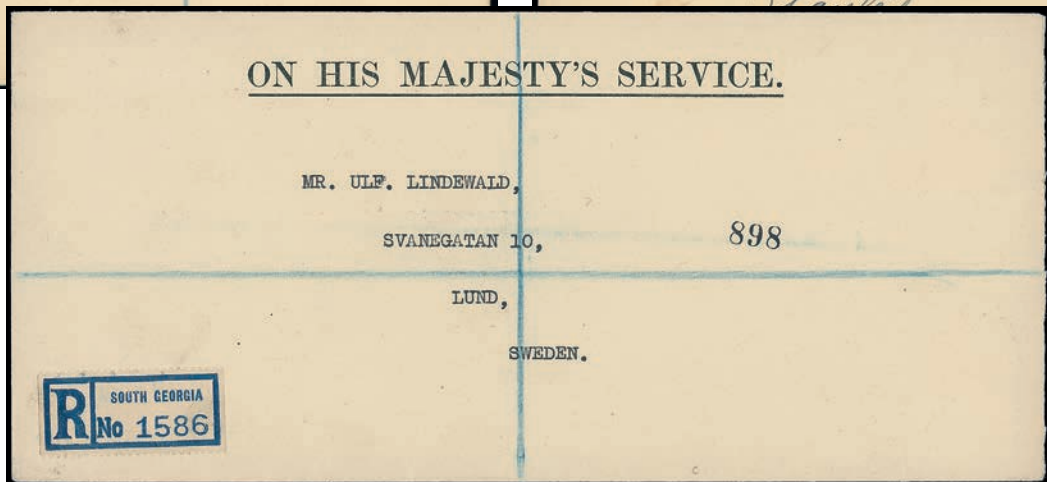 ON HIS MAJESTY'S SERVICE.
MR. ULF. LINDEWALD,
SVANEGATAN 10,
898
LUND,
SWEDEN.
R
SOUTH GEORGIA
No 1586